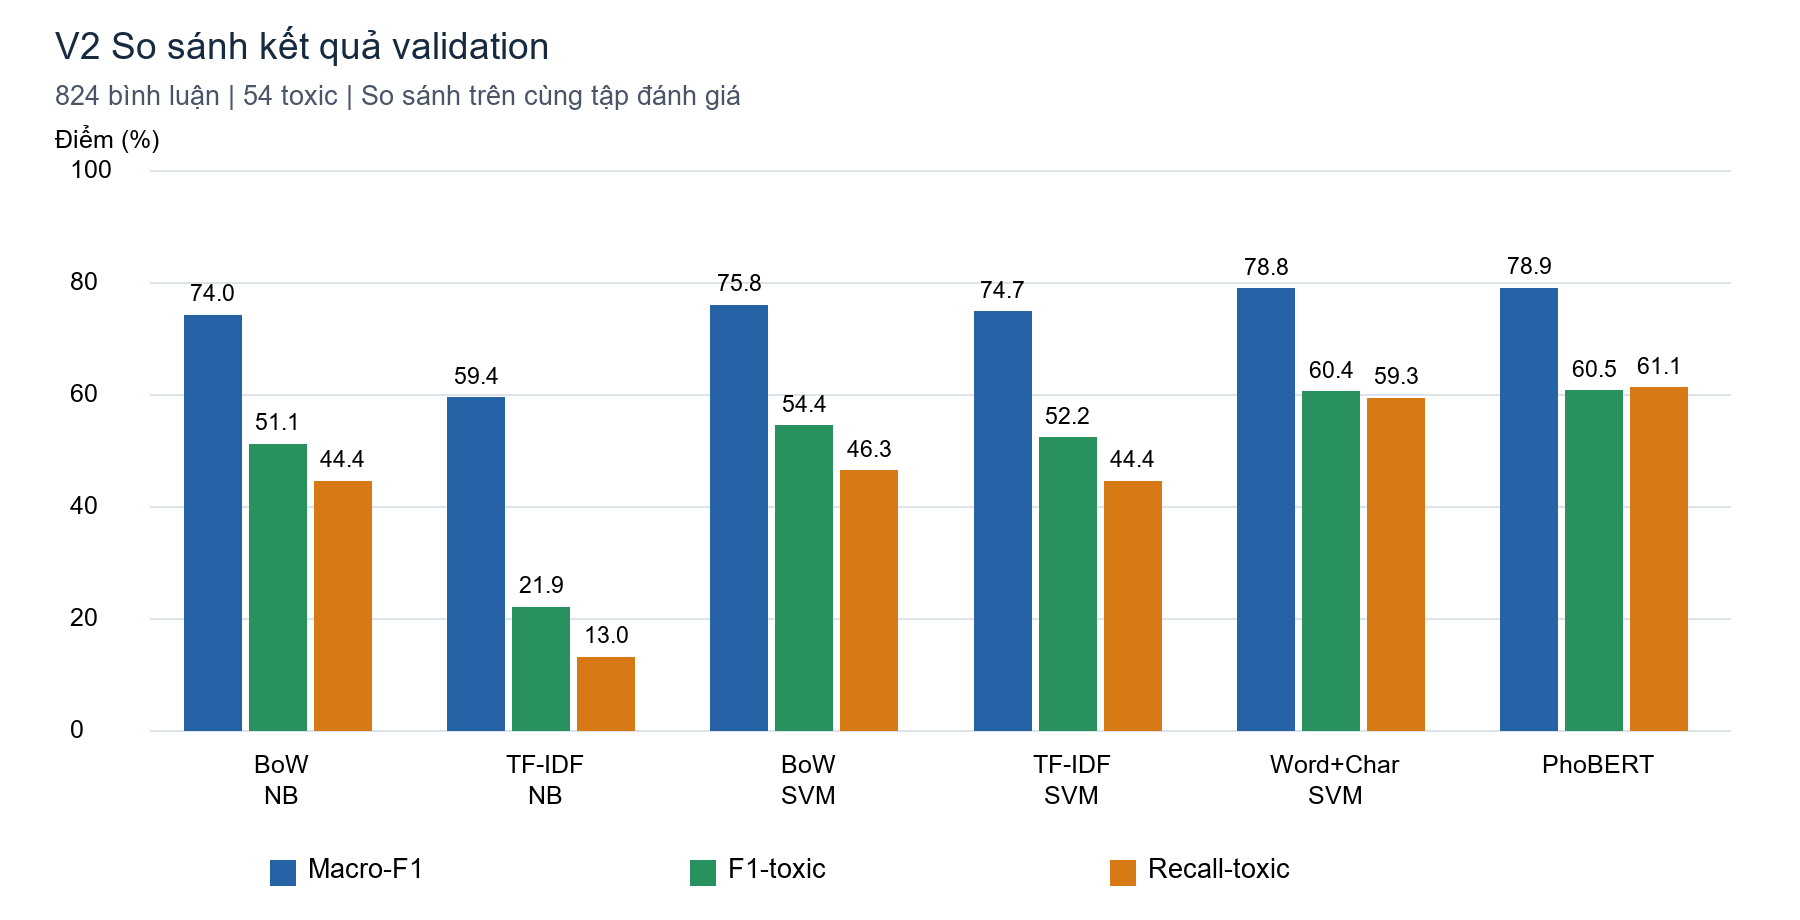 V2 So sánh kết quả validation
824 bình luận | 54 toxic | So sánh trên cùng tập đánh giá
Điểm (%)
100
80
60
40
20
0
74.0
51.1
44.4
59.4
21.9
13.0
75.8
54.4
46.3
74.7
52.2
44.4
78.8
60.4
59.3
78.9
60.5
61.1
BoW
NB
TF-IDF
NB
BoW
SVM
TF-IDF
SVM
Word+Char
SVM
PhoBERT
Macro-F1
F1-toxic
Recall-toxic